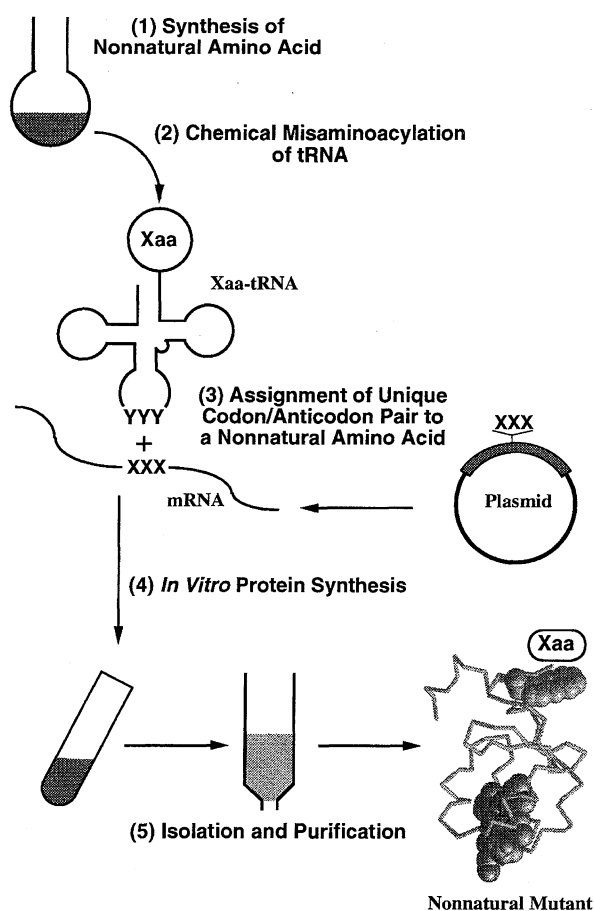 (1) Synthesis of
Nonnatural Amino Acid
(2) Chemical Misaminoacylation
of tRNA
Xaa
Xaa-tRNA
(3) Assignment of Unique
Codon/Anticodon Pair to
a Nonnatural Amino Acid
YYY
+
XXX
mRNA
XXX
Plasmid
(4) In Vitro Protein Synthesis
Xaa
(5) Isolation and Purification
Nonnatural Mutant